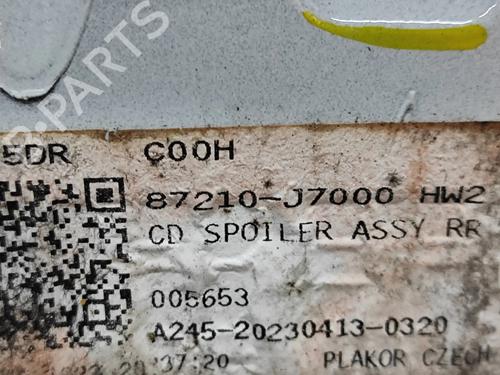 PARTS
5DR C00H
87210-J7000 HW2
CD SPOILER ASSY RR
005653
A245-20230413-0320
:37:20 PLAKOR CZECH